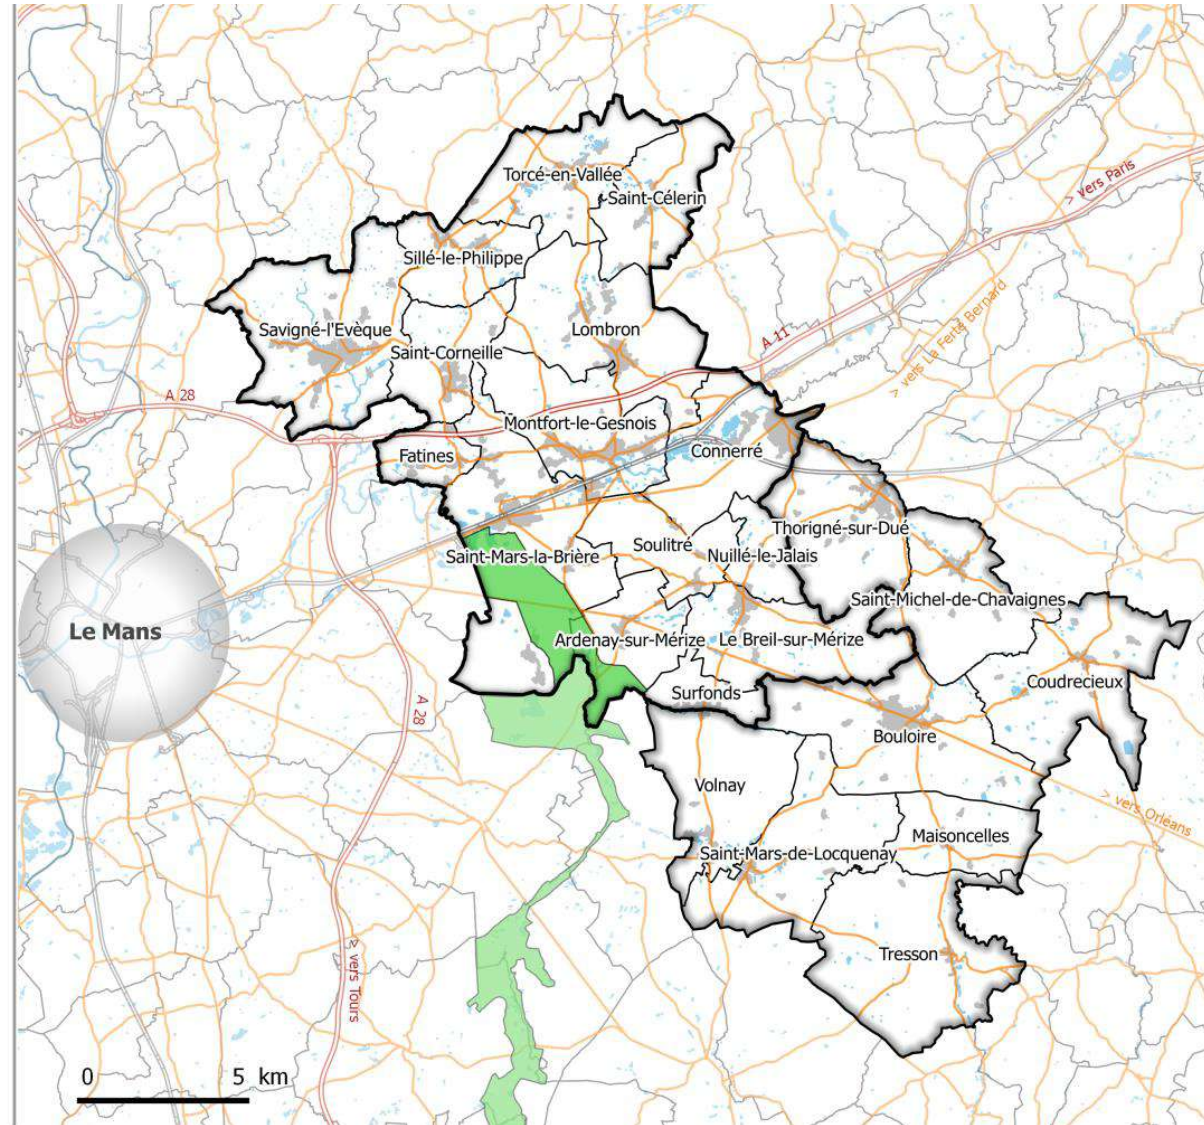 Torcé-en-Vallée
> vers Paris
Saint-Célerin
Sillé-le-Philippe
Savigné-l'Evèque
Lombron
A 11
> vers La Ferté Bernard
Saint-Corneille
A 28
Montfort-le-Gesnois
Connerré
Fatines
Thorigné-sur-Dué
Soulitré
Nuillé-le-Jalais
Saint-Mars-la-Brière
Saint-Michel-de-Chavaignes
Le Mans
Ardenay-sur-Mérize
Le Breil-sur-Mérize
Coudrecieux
Surfonds
A 28
Bouloire
Volnay
> vers Orléans
Maisoncelles
Saint-Mars-de-Locquenay
Tresson
> vers Tours
0 5 km